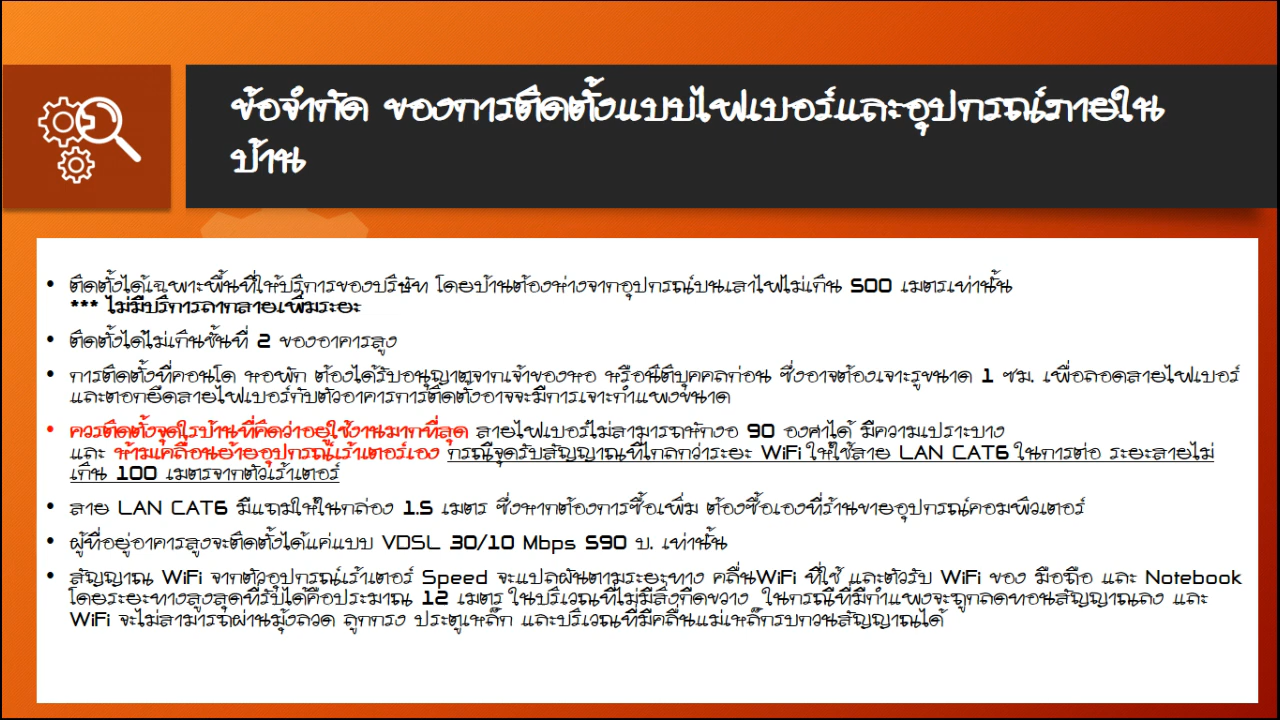 ข้อจำกัด ของการติดตั้งแบบไฟเบอร์และอุปกรณ์ภายใน
บ้าน
• ติดตั้งได้เฉพาะพื้นที่ให้บริการของบริษัท โดยบ้านต้องห่างจากอุปกรณ์บนเสาไฟไม่เกิน 500 เมตรเท่านั้น
*** ไม่มีบริการลากสายเพิ่มระยะ
• ติดตั้งได้ไม่เกินชั้นที่ 2 ของอาคารสูง
• การติดตั้งที่คอนโด หอพัก ต้องได้รับอนุญาตจากเจ้าของหอ หรือนิติบุคคลก่อน ซึ่งอาจต้องเจาะรูขนาด 1 ซม. เพื่อลอดสายไฟเบอร์
และตอกยึดสายไฟเบอร์กับตัวอาคารการติดตั้งอาจจะมีการเจาะกำแพงขนาด
• ควรติดตั้งจุดใรบ้านที่คิดว่าอยู่ใช้งานมากที่สุด สายไฟเบอร์ไม่สามารถหักงอ 90 องศาได้ มีความเปราะบาง
และ ห้ามเคลื่อนย้ายอุปกรณ์เร้าเตอร์เอง กรณีจุดรับสัญญาณที่ไกลกว่าระยะ WiFi ให้ใช้สาย LAN CAT6 ในการต่อ ระยะสายไม่
เกิน 100 เมตรจากตัวเร้าเตอร์
• สาย LAN CAT6 มีแถมให้ในกล่อง 1.5 เมตร ซึ่งหากต้องการซื้อเพิ่ม ต้องซื้อเองที่ร้านขายอุปกรณ์คอมพิวเตอร์
• ผู้ที่อยู่อาคารสูงจะติดตั้งได้แค่แบบ VDSL 30/10 Mbps 590 บ. เท่านั้น
• สัญญาณ WiFi จากตัวอุปกรณ์เร้าเตอร์ Speed จะแปลผันตามระยะทาง คลื่นWiFi ที่ใช้ และตัวรับ WiFi ของ มือถือ และ Notebook
โดยระยะทางสูงสุดที่รับได้คือประมาณ 12 เมตร ในบริเวณที่ไม่มีสิ่งกีดขวาง ในกรณีที่มีกำแพงจะถูกลดทอนสัญญาณลง และ
WiFi จะไม่สามารถผ่านมุ้งลวด ลูกกรง ประตูเหล็ก และบริเวณที่มีคลื่นแม่เหล็กรบกวนสัญญาณได้